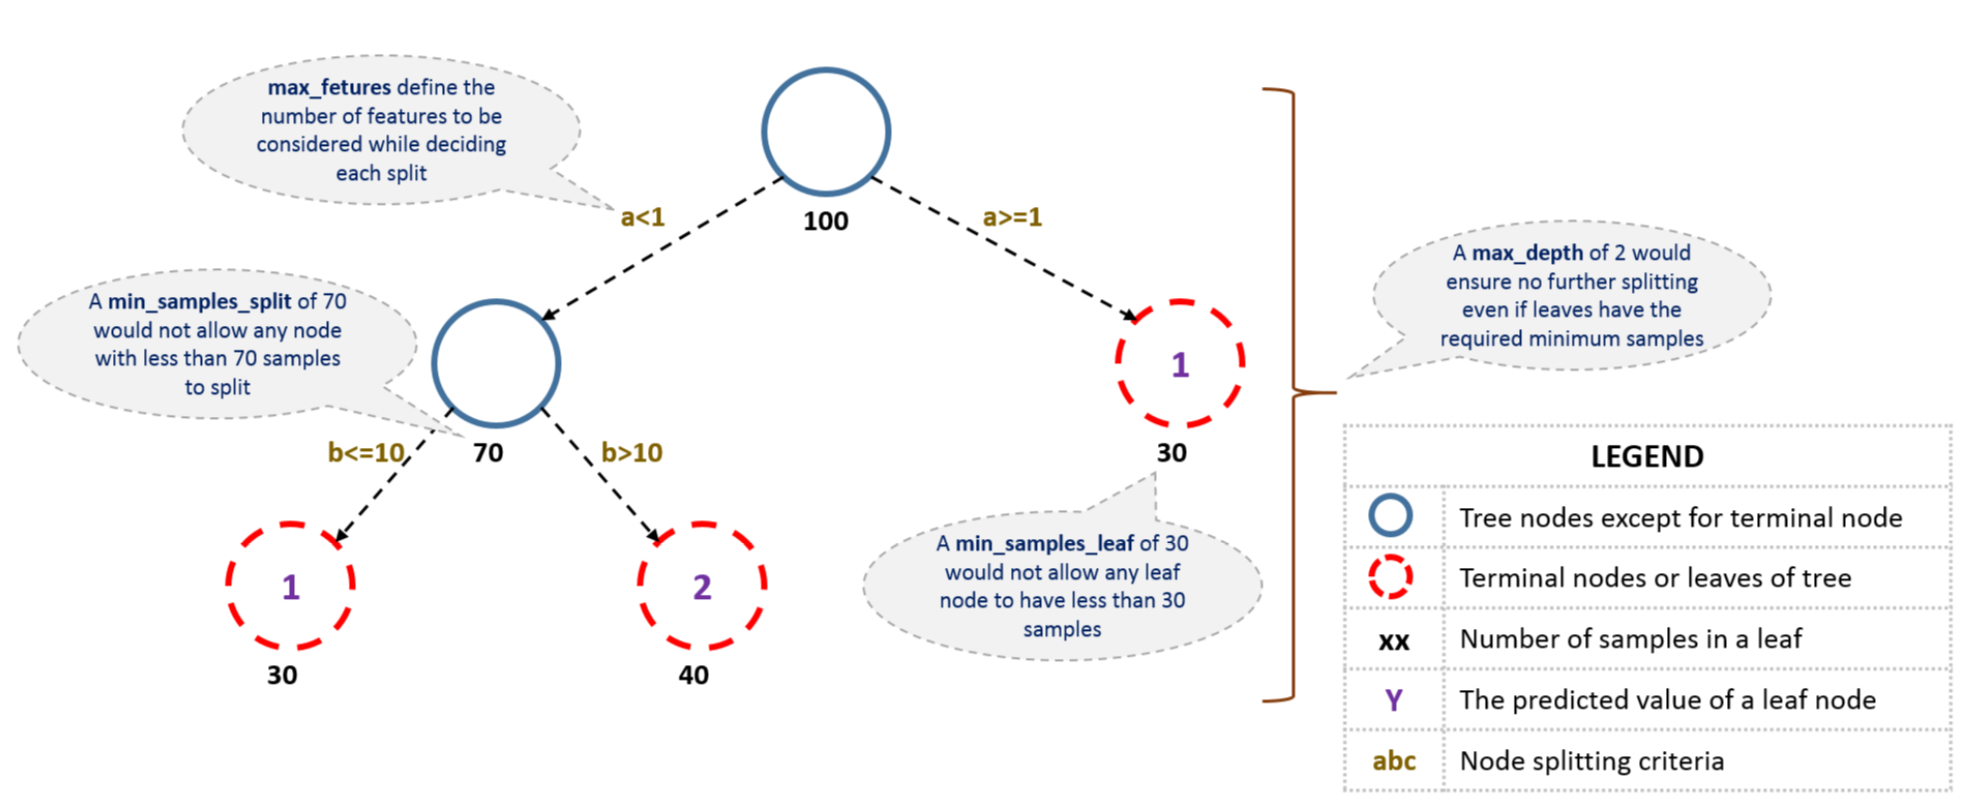 max_fetures define the
number of features to be
considered while deciding
each split
a<1
100
a>=1
A min_samples_split of 70
would not allow any node
with less than 70 samples
to split
A max_depth of 2 would
ensure no further splitting
even if leaves have the
required minimum samples
1
b<=10
70
b>10
30
A min_samples_leaf of 30
would not allow any leaf
node to have less than 30
samples
1
2
30
40
LEGEND
Tree nodes except for terminal node
Terminal nodes or leaves of tree
xx Number of samples in a leaf
Y The predicted value of a leaf node
abc Node splitting criteria